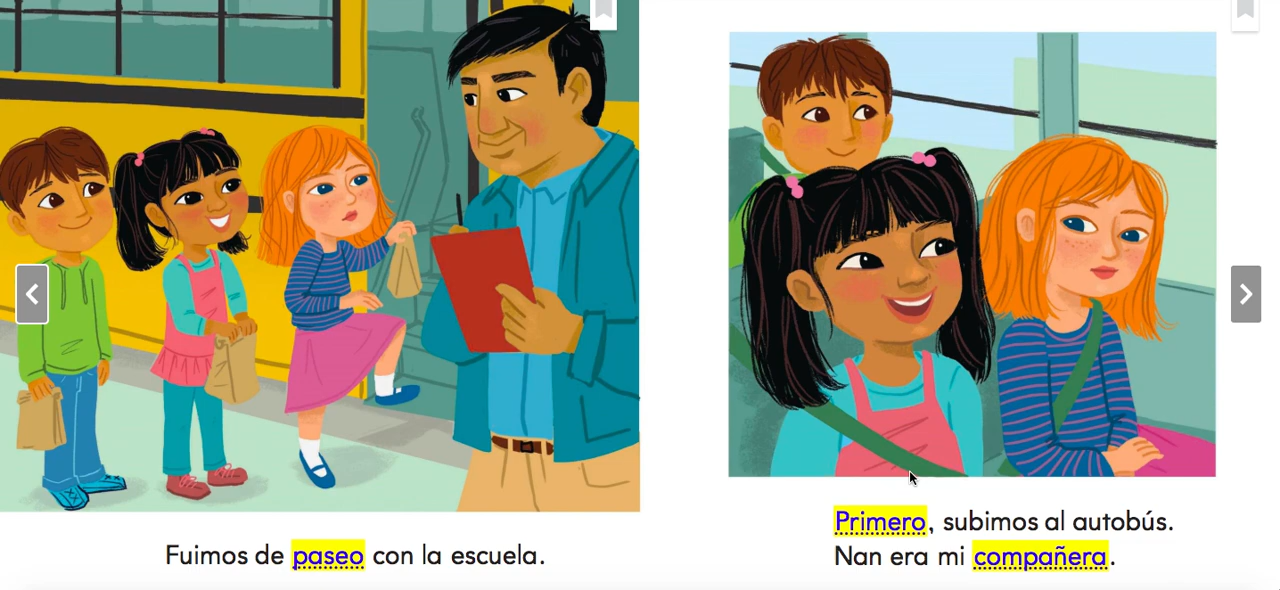 Fuimos de paseo con la escuela.
Primero, subimos al autobús.
Nan era mi compañera.